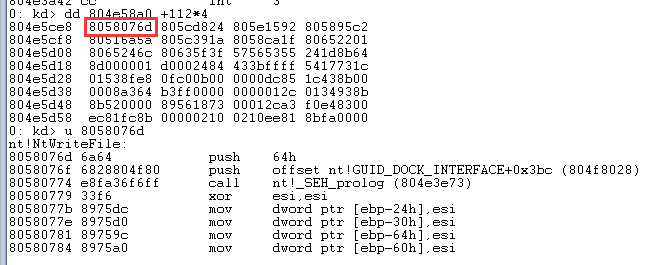 804e3a42 cc int 3
0: kd> dd 804e58a0 +112*4
804e5ce8 8058076d 805cd824 805e1592 805895c2
804e5cf8 80516a5a 805c391a 8058ca1f 80652201
804e5d08 8065246c 80635f3f 57565355 241d8b64
804e5d18 8d000001 d0002484 433bffff 5417731c
804e5d28 01538fe8 0fc00b00 0000dc85 1c438b00
804e5d38 0008a364 b3ff0000 0000012c 0134938b
804e5d48 8b520000 89561873 00012ca3 f0e48300
804e5d58 ec81fc8b 00000210 0210ee81 8bfa0000
0: kd> u 8058076d
nt!NtWriteFile:
8058076d 6a64 push 64h
8058076f 6828804f80 push offset nt!GUID_DOCK_INTERFACE+0x3bc (804f8028)
80580774 e8fa36f6ff call nt!_SEH_prolog (804e3e73)
80580779 33f6 xor esi,esi
8058077b 8975dc mov dword ptr [ebp-24h],esi
8058077e 8975d0 mov dword ptr [ebp-30h],esi
80580781 89759c mov dword ptr [ebp-64h],esi
80580784 8975a0 mov dword ptr [ebp-60h],esi